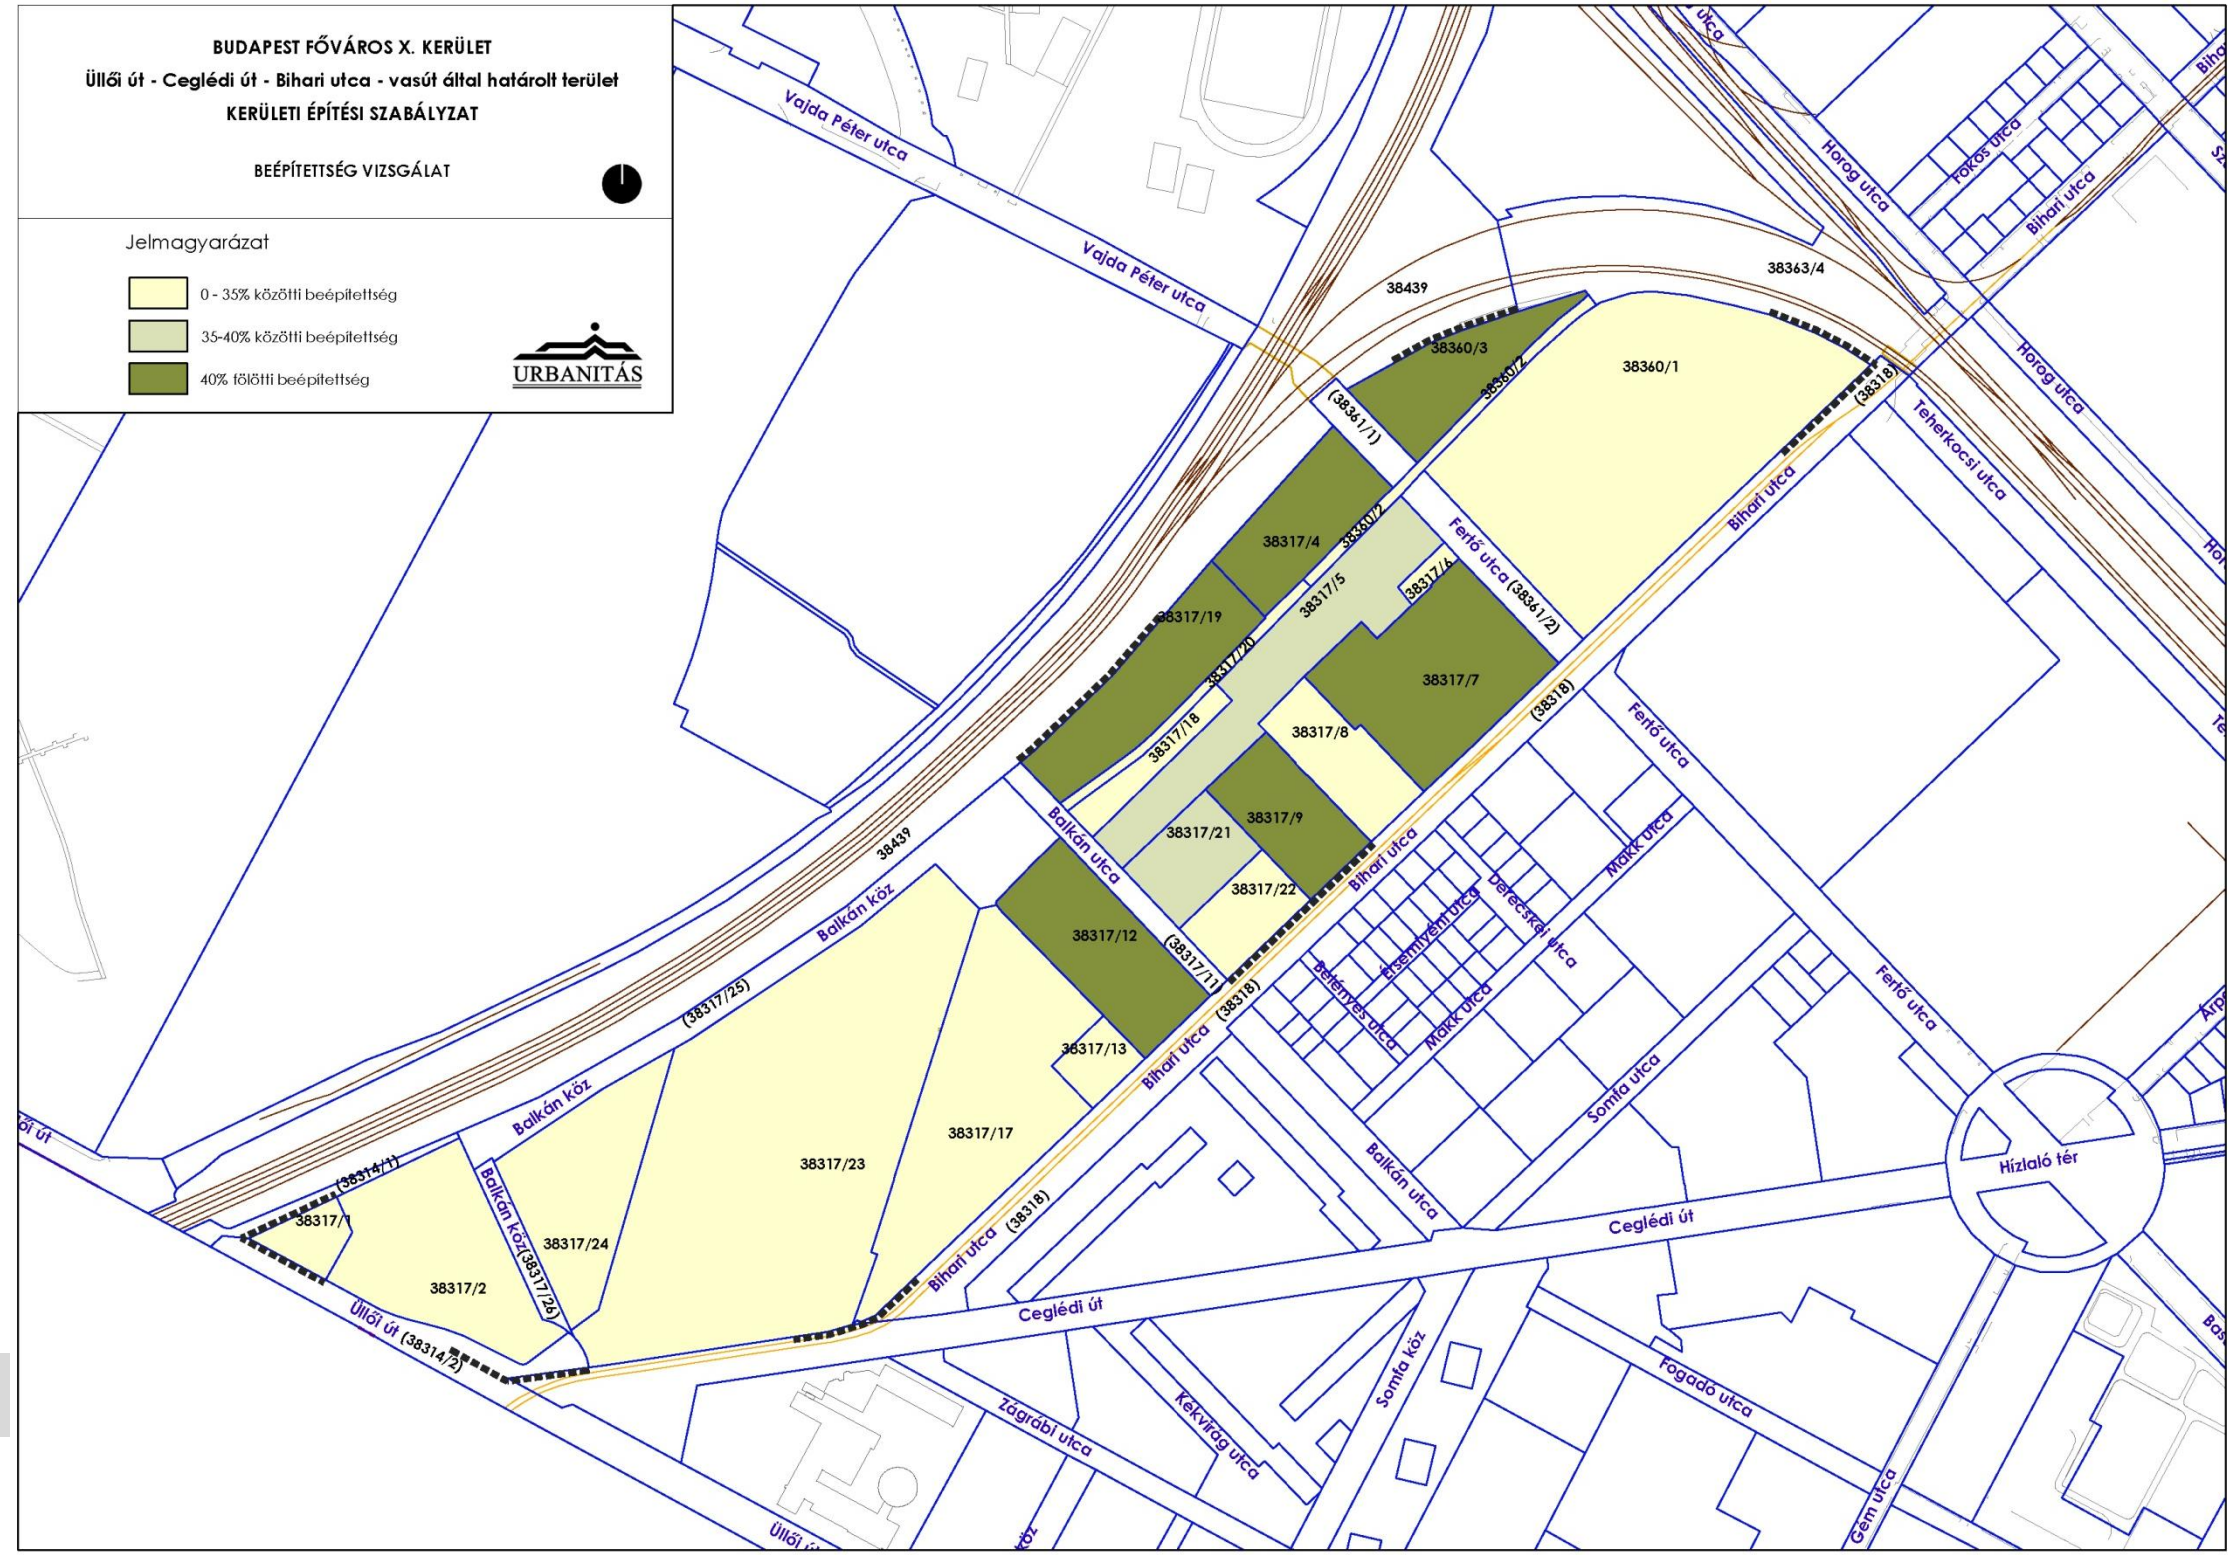 BUDAPEST FŐVÁROS X. KERÜLET
Üllői út - Ceglédi út - Bihari utca - vasút által határolt terület
KERÜLETI ÉPÍTÉSI SZABÁLYZAT
BEÉPÍTETTSÉG VIZSGÁLAT
Jelmagyarázat
0 - 35% közötti beépítettség
35-40% közötti beépítettség
40% fölötti beépítettség
URBANITÁS
utca
Vajda Péter utca
Horog utca
Fokos utca
Bihari utca
Vajda Péter utca
38363/4
38439
38360/3
38360/2
38360/1
(38318)
Horog utca
(38361/1)
Teherkocsi utca
Bihari utca
38317/4
38360/2
Fertő utca
(38361/2)
38317/5
38317/6
38317/19
38317/20
38317/7
(38318)
38317/18
38317/8
Fertő utca
38317/9
38317/21
Balkán utca
38439
Makk utca
Bihari utca
38317/22
Derecskei utca
Érsemlyéni utca
Balkán köz
38317/12
(38317/11)
Belényes utca
Makk utca
Fertő utca
(38317/25)
(38318)
38317/13
Bihari utca
Balkán köz
Somfa utca
38317/17
38317/23
Balkán utca
Hízlaló tér
(38314/1)
Balkán köz
(38317/26)
38317/1
38317/24
38317/2
(38318)
Bihari utca
Ceglédi út
Ceglédi út
Üllői út
(38314/2)
Somfa köz
Fogadó utca
Zágrábi utca
Kékvirág utca
Gém utca
köz